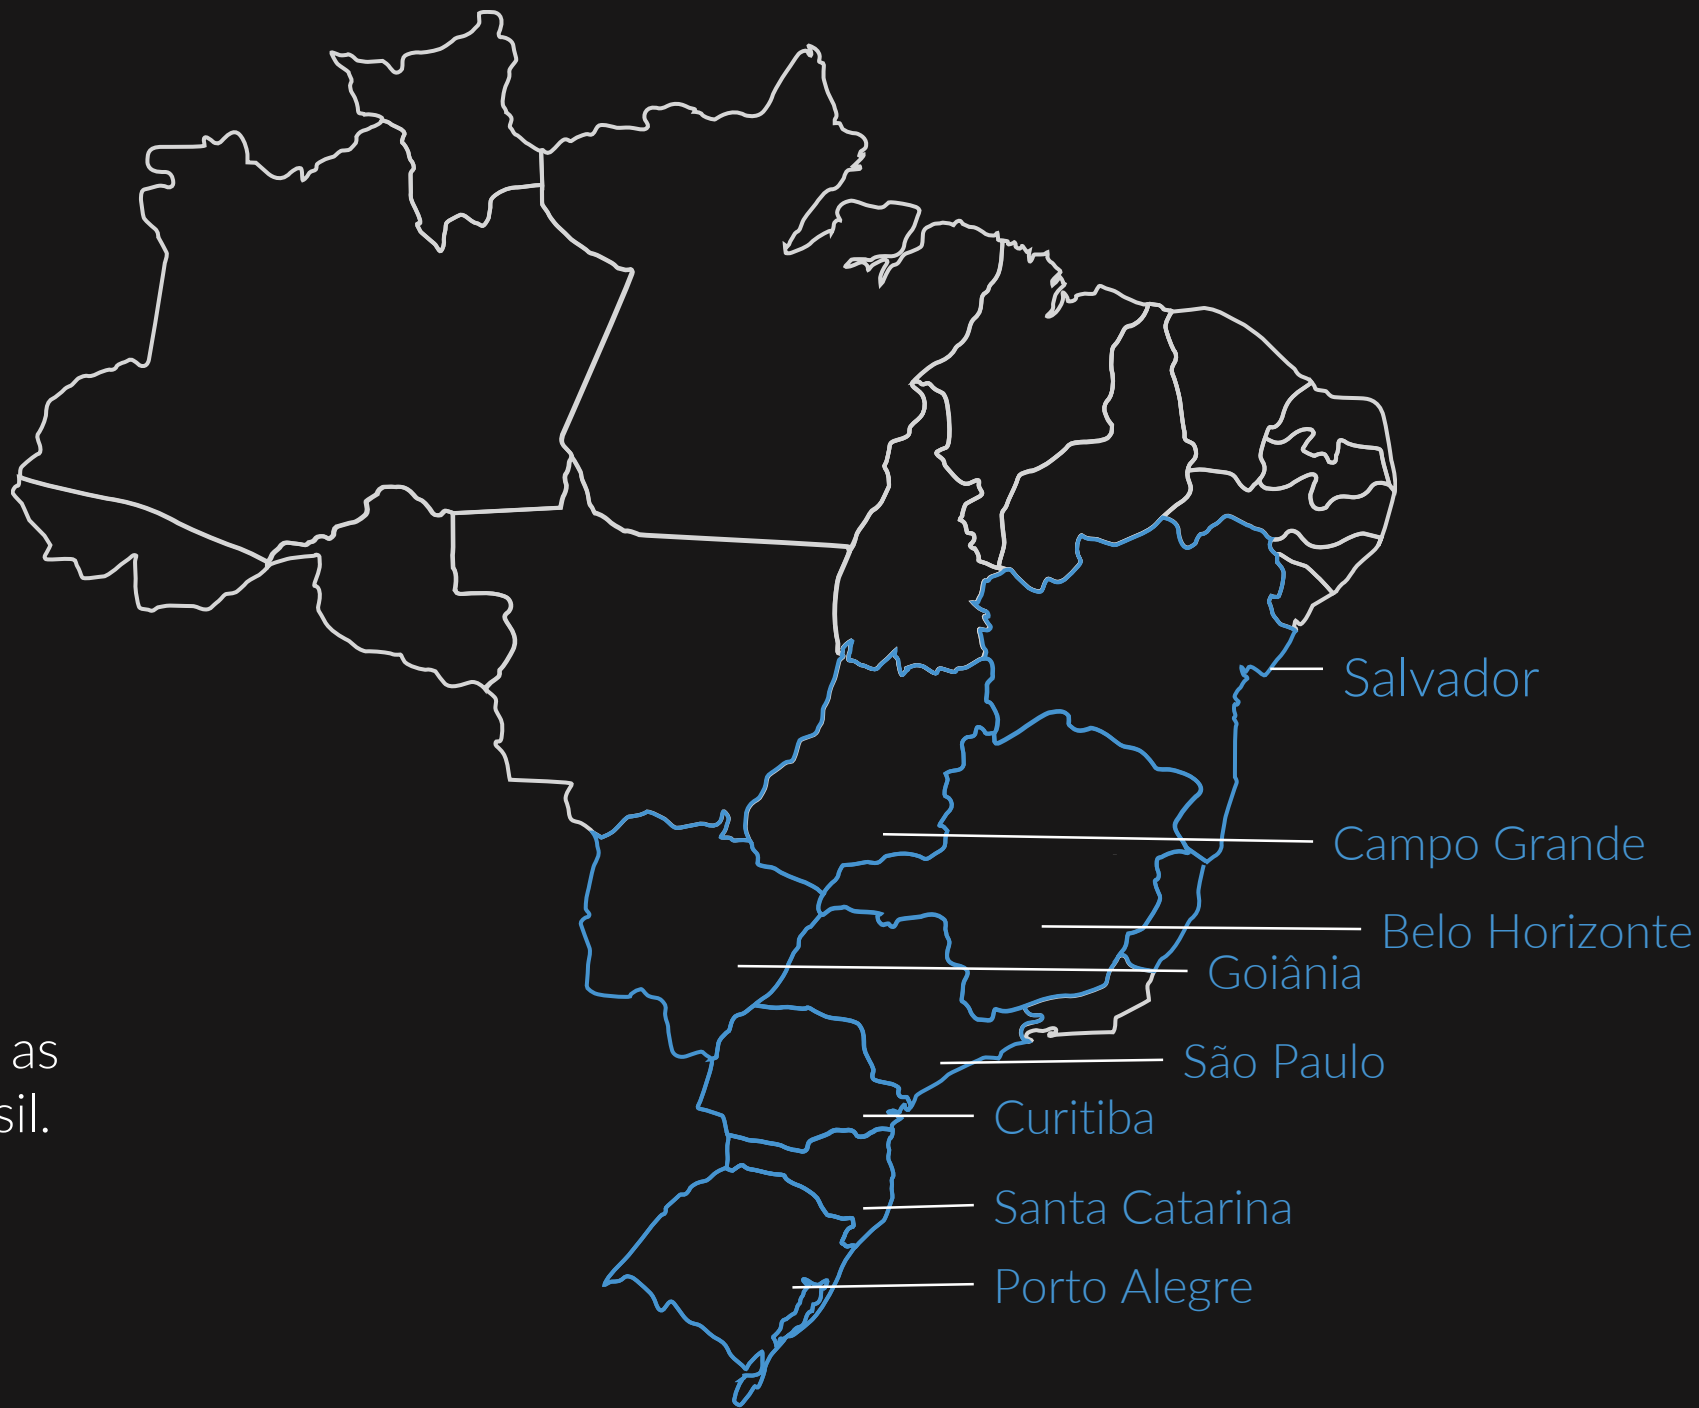 Salvador
Campo Grande
Belo Horizonte
Goiânia
São Paulo
Curitiba
Santa Catarina
Porto Alegre
as
sil.